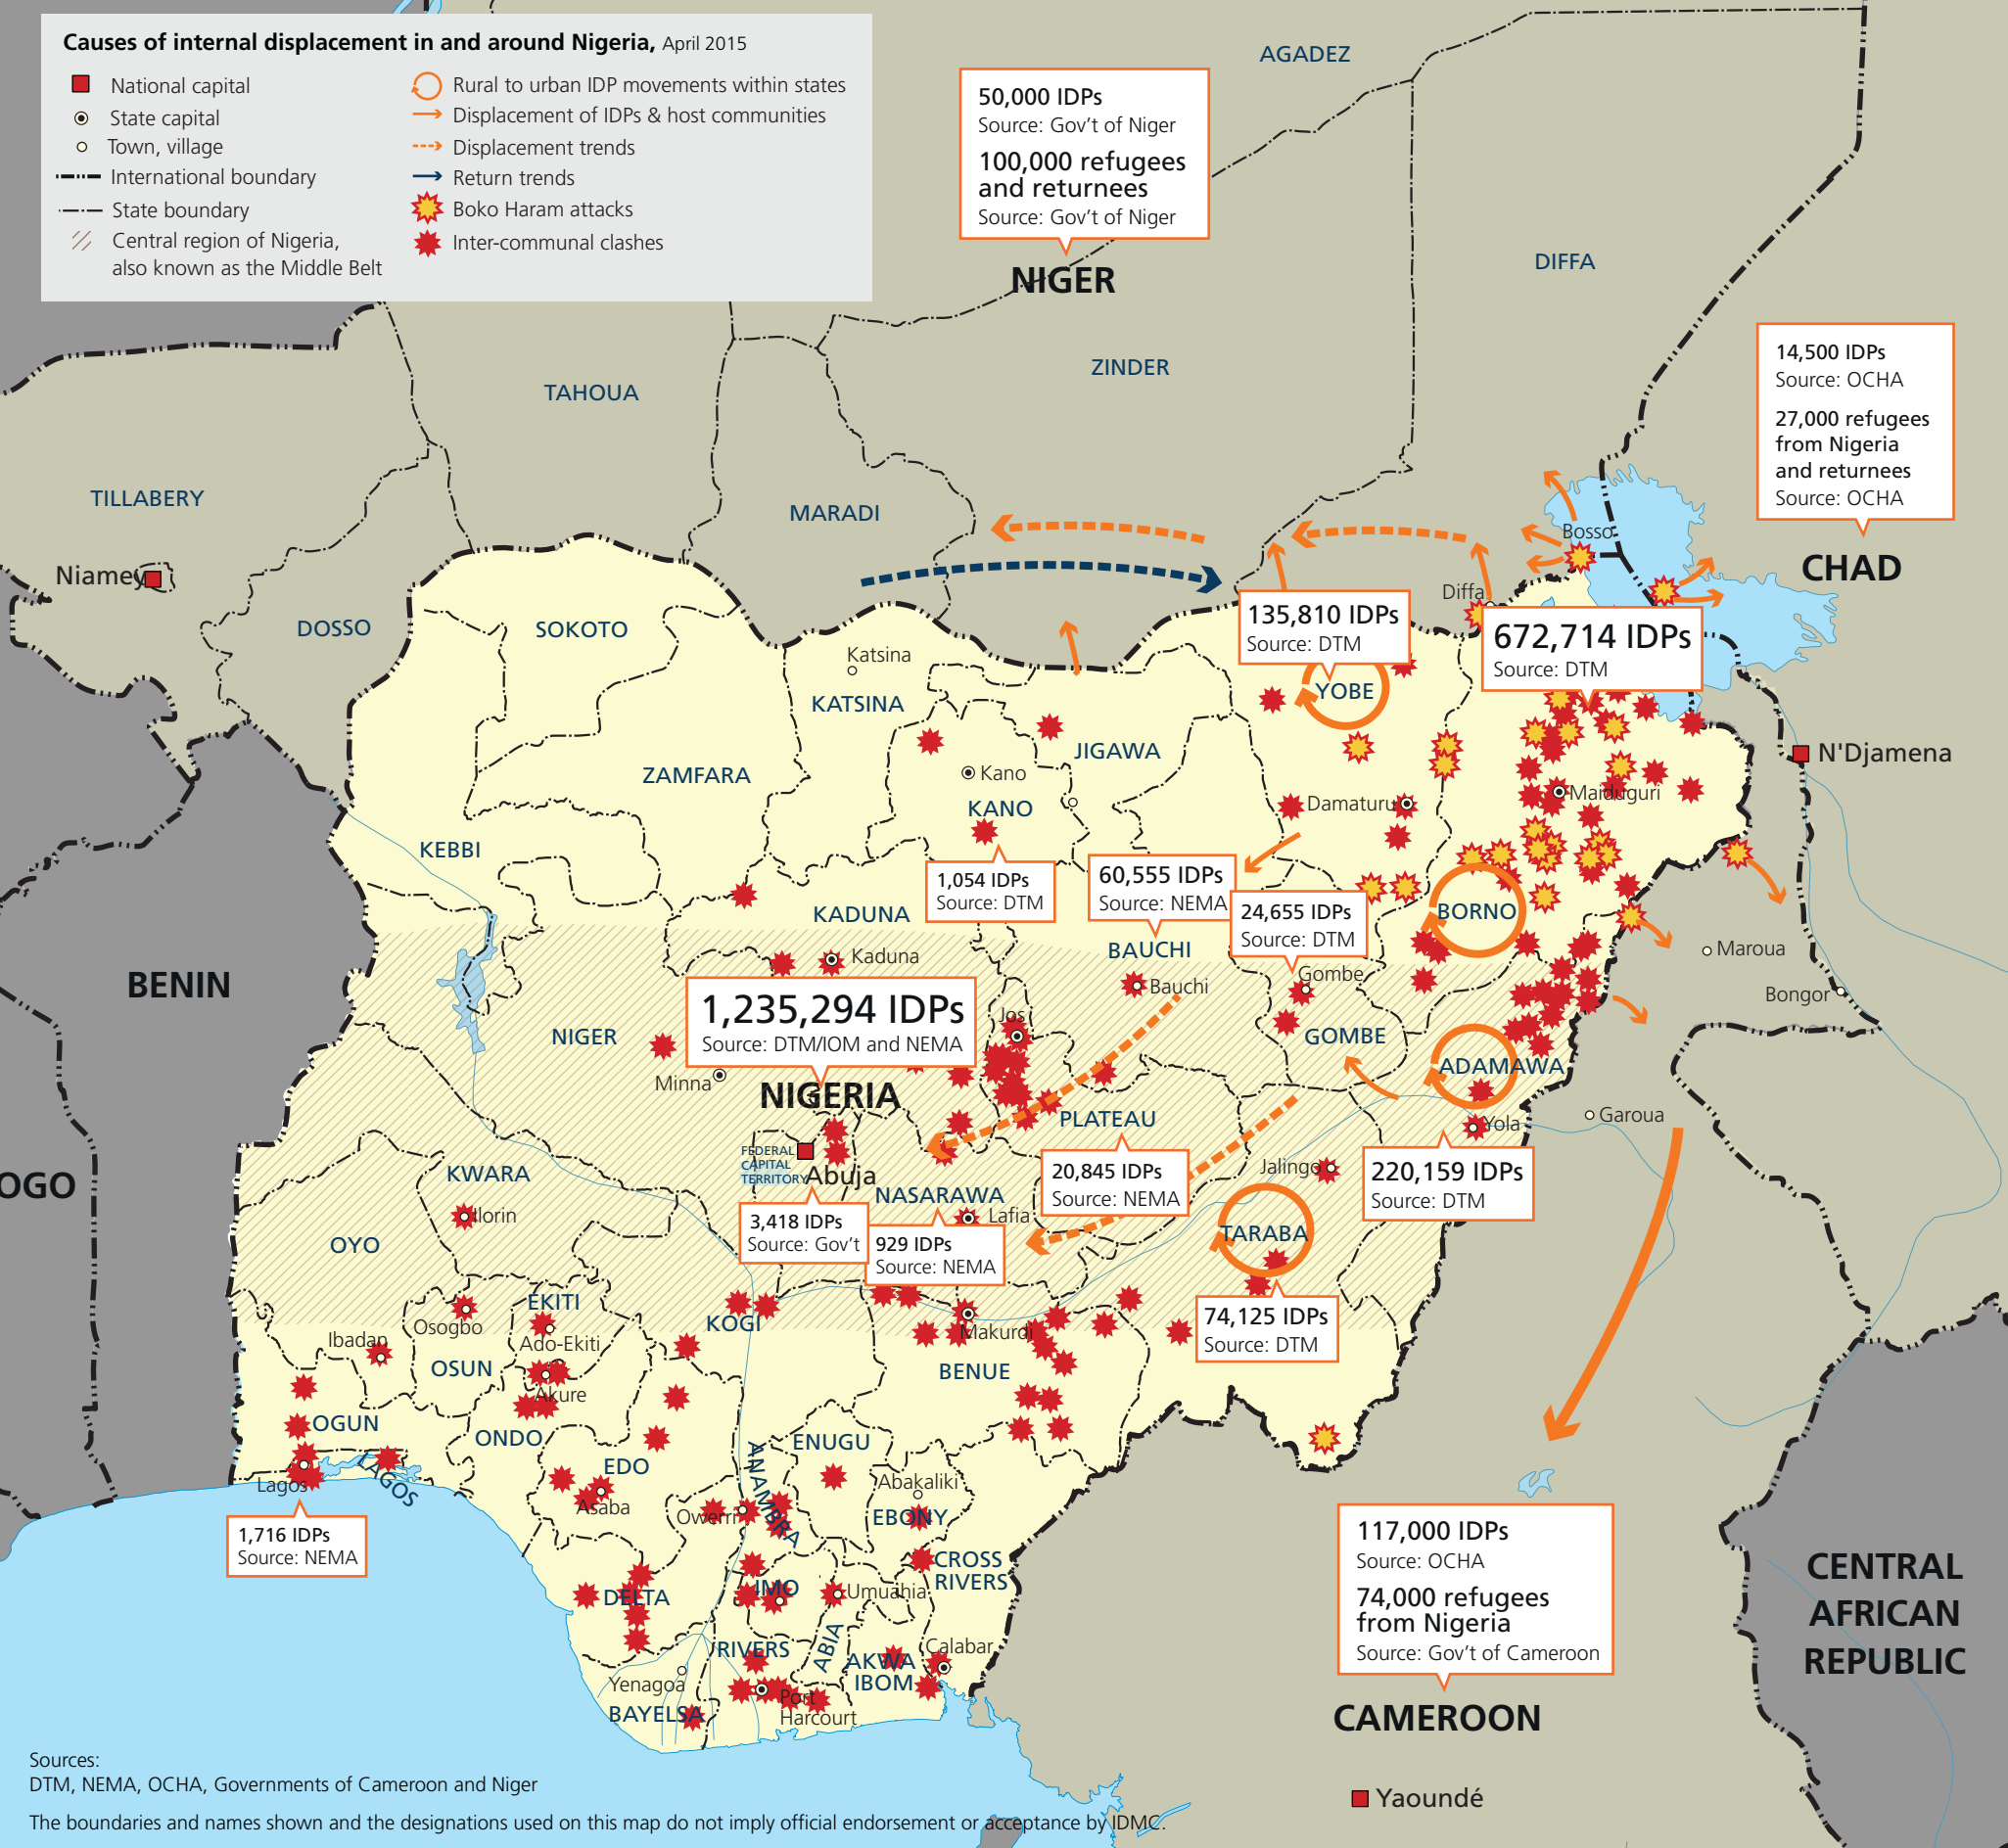 Causes of internal displacement in and around Nigeria, April 2015
National capital
State capital
Town, village
International boundary
State boundary
Central region of Nigeria,
also known as the Middle Belt
Rural to urban IDP movements within states
Displacement of IDPs & host communities
Displacement trends
Return trends
Boko Haram attacks
Inter-communal clashes
AGADEZ
50,000 IDPs
Source: Gov't of Niger
100,000 refugees
and returnees
Source: Gov't of Niger
NIGER
DIFFA
14,500 IDPs
Source: OCHA
27,000 refugees
from Nigeria
and returnees
Source: OCHA
CHAD
ZINDER
TAHOUA
TILLABERY
MARADI
Niamey
DOSSO
Bosso
Diffa
135,810 IDPs
Source: DTM
672,714 IDPs
Source: DTM
SOKOTO
Katsina
KATSINA
YOBE
JIGAWA
N'Djamena
ZAMFARA
Kano
KANO
Damaturu
Maiduguri
KEBBI
1,054 IDPs
Source: DTM
60,555 IDPs
Source: NEMA
24,655 IDPs
Source: DTM
KADUNA
BORNO
BAUCHI
Kaduna
Maroua
BENIN
Bauchi
Gombe
Bongor
1,235,294 IDPs
Source: DTM/IOM and NEMA
Jos
NIGER
GOMBE
ADAMAWA
Minna
NIGERIA
PLATEAU
Garoua
Yola
FEDERAL
CAPITAL
TERRITORY
Abuja
KWARA
OGO
NASARAWA
20,845 IDPs
Source: NEMA
Jalingo
220,159 IDPs
Source: DTM
Ilorin
Lafia
3,418 IDPs
Source: Gov't
929 IDPs
Source: NEMA
OYO
TARABA
EKITI
Osogbo
KOGI
Ibadan
Ado-Ekiti
Makurdi
74,125 IDPs
Source: DTM
OSUN
BENUE
Akure
OGUN
ONDO
ENUGU
ANAMBRA
EDO
LAGOS
Lagos
Asaba
Abakaliki
Owerri
EBONY
1,716 IDPs
Source: NEMA
117,000 IDPs
Source: OCHA
74,000 refugees
from Nigeria
Source: Gov't of Cameroon
CROSS
RIVERS
CENTRAL
AFRICAN
REPUBLIC
DELTA
IMO
Umuahia
RIVERS
ABIA
AKWA
IBOM
Calabar
Yenagoa
BAYELSA
Port
Harcourt
CAMEROON
Yaoundé
Sources:
DTM, NEMA, OCHA, Governments of Cameroon and Niger
The boundaries and names shown and the designations used on this map do not imply official endorsement or acceptance by IDMC.